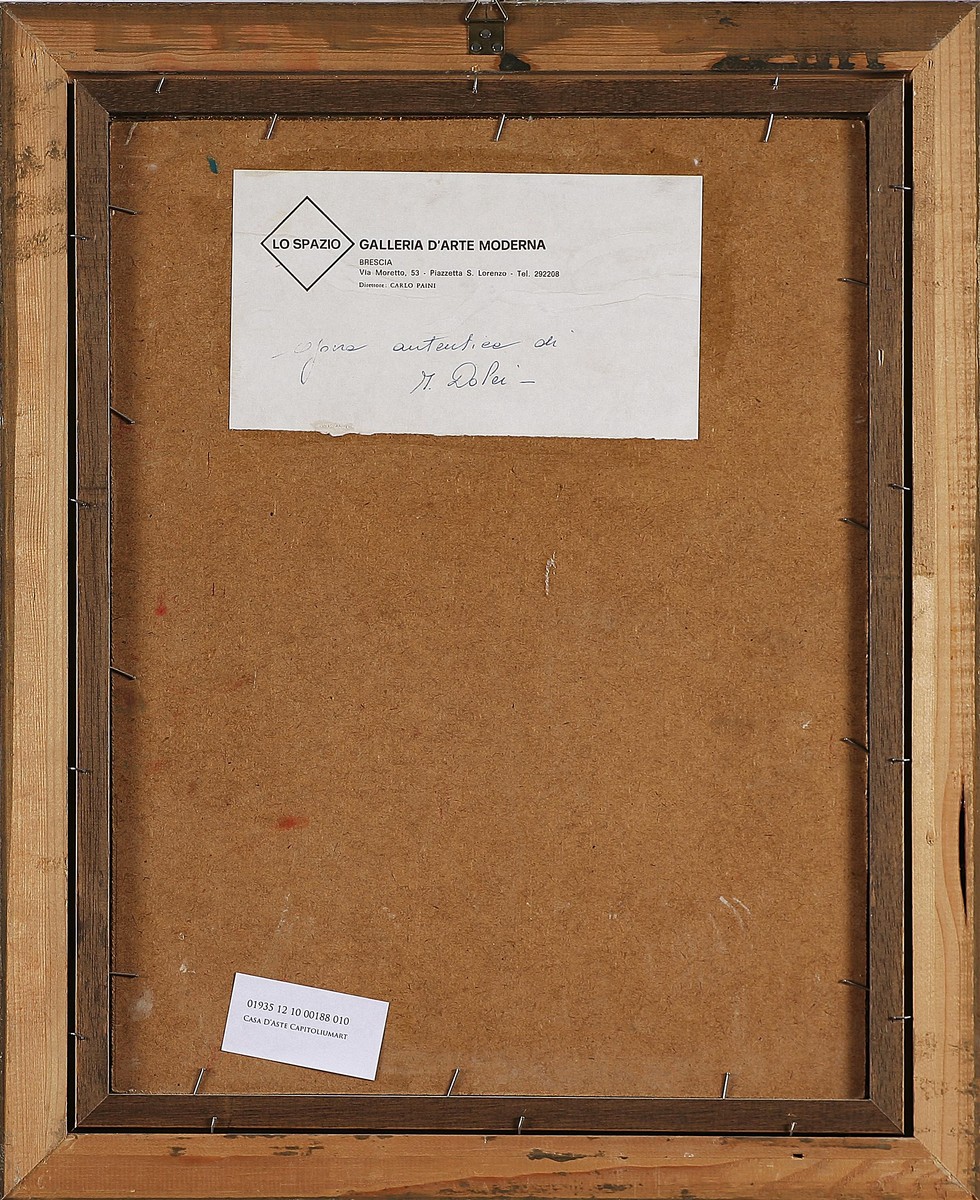 LO SPAZIO
GALLERIA D'ARTE MODERNA
BRESCIA
Via Moretto, 53 - Piazzetta S. Lorenzo - Tel. 292208
Direttore: CARLO PAINI
opera autentica di
M. Dolci -
01935 12 10 00188 010
CASA D'ASTE CAPITOLIUMART